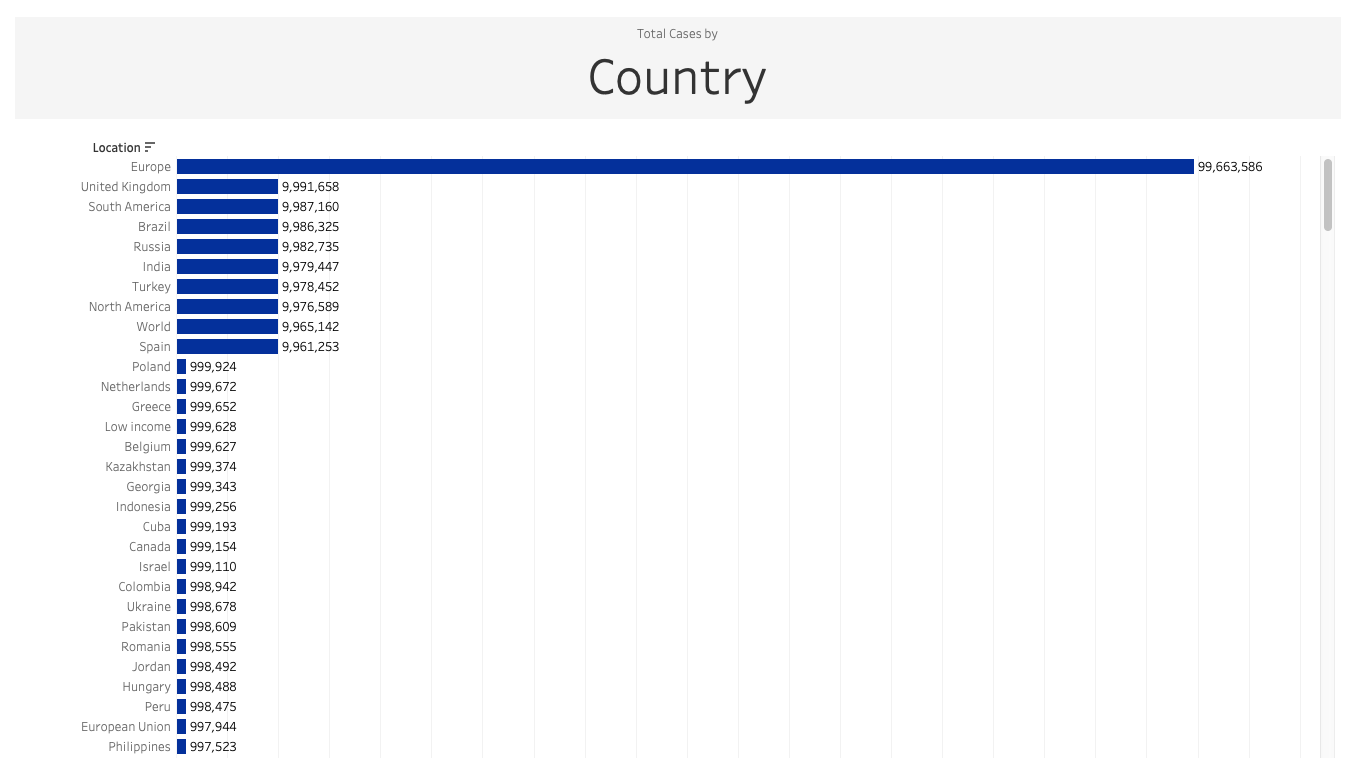 Total Cases by
Country
Location
Europe 99,663,586
United Kingdom 9,991,658
South America 9,987,160
Brazil 9,986,325
Russia 9,982,735
India 9,979,447
Turkey 9,978,452
North America 9,976,589
World 9,965,142
Spain 9,961,253
Poland 999,924
Netherlands 999,672
Greece 999,652
Low income 999,628
Belgium 999,627
Kazakhstan 999,374
Georgia 999,343
Indonesia 999,256
Cuba 999,193
Canada 999,154
Israel 999,110
Colombia 998,942
Ukraine 998,678
Pakistan 998,609
Romania 998,555
Jordan 998,492
Hungary 998,488
Peru 998,475
European Union 997,944
Philippines 997,523